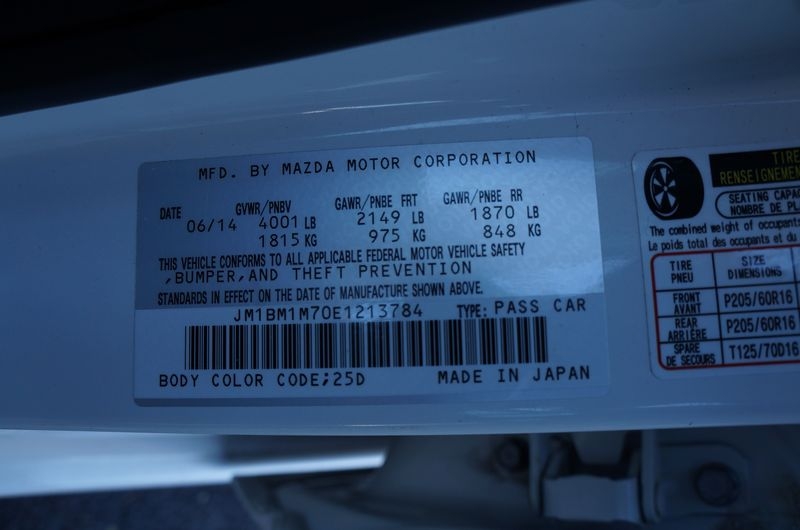 MFD. BY MAZDA MOTOR CORPORATION
DATE GVWR/PNBV GAWR/PNBE FRT GAWR/PNBE RR
06/14 4001 LB 2149 LB 1870 LB
1815 KG 975 KG 848 KG
THIS VEHICLE CONFORMS TO ALL APPLICABLE FEDERAL MOTOR VEHICLE SAFETY
,BUMPER,AND THEFT PREVENTION
STANDARDS IN EFFECT ON THE DATE OF MANUFACTURE SHOWN ABOVE.
JM1BM1M70E1213784 TYPE: PASS CAR
BODY COLOR CODE;25D MADE IN JAPAN
TIRE
RENSEIGNEMEN
SEATING CAPAC
NOMBRE DE PL
The combined weight of occupants
Le poids total des occupants et du
TIRE SIZE
PNEU DIMENSIONS
FRONT P205/60R16
AVANT
REAR P205/60R16
ARRIÈRE
SPARE T125/70D16
DE SECOURS